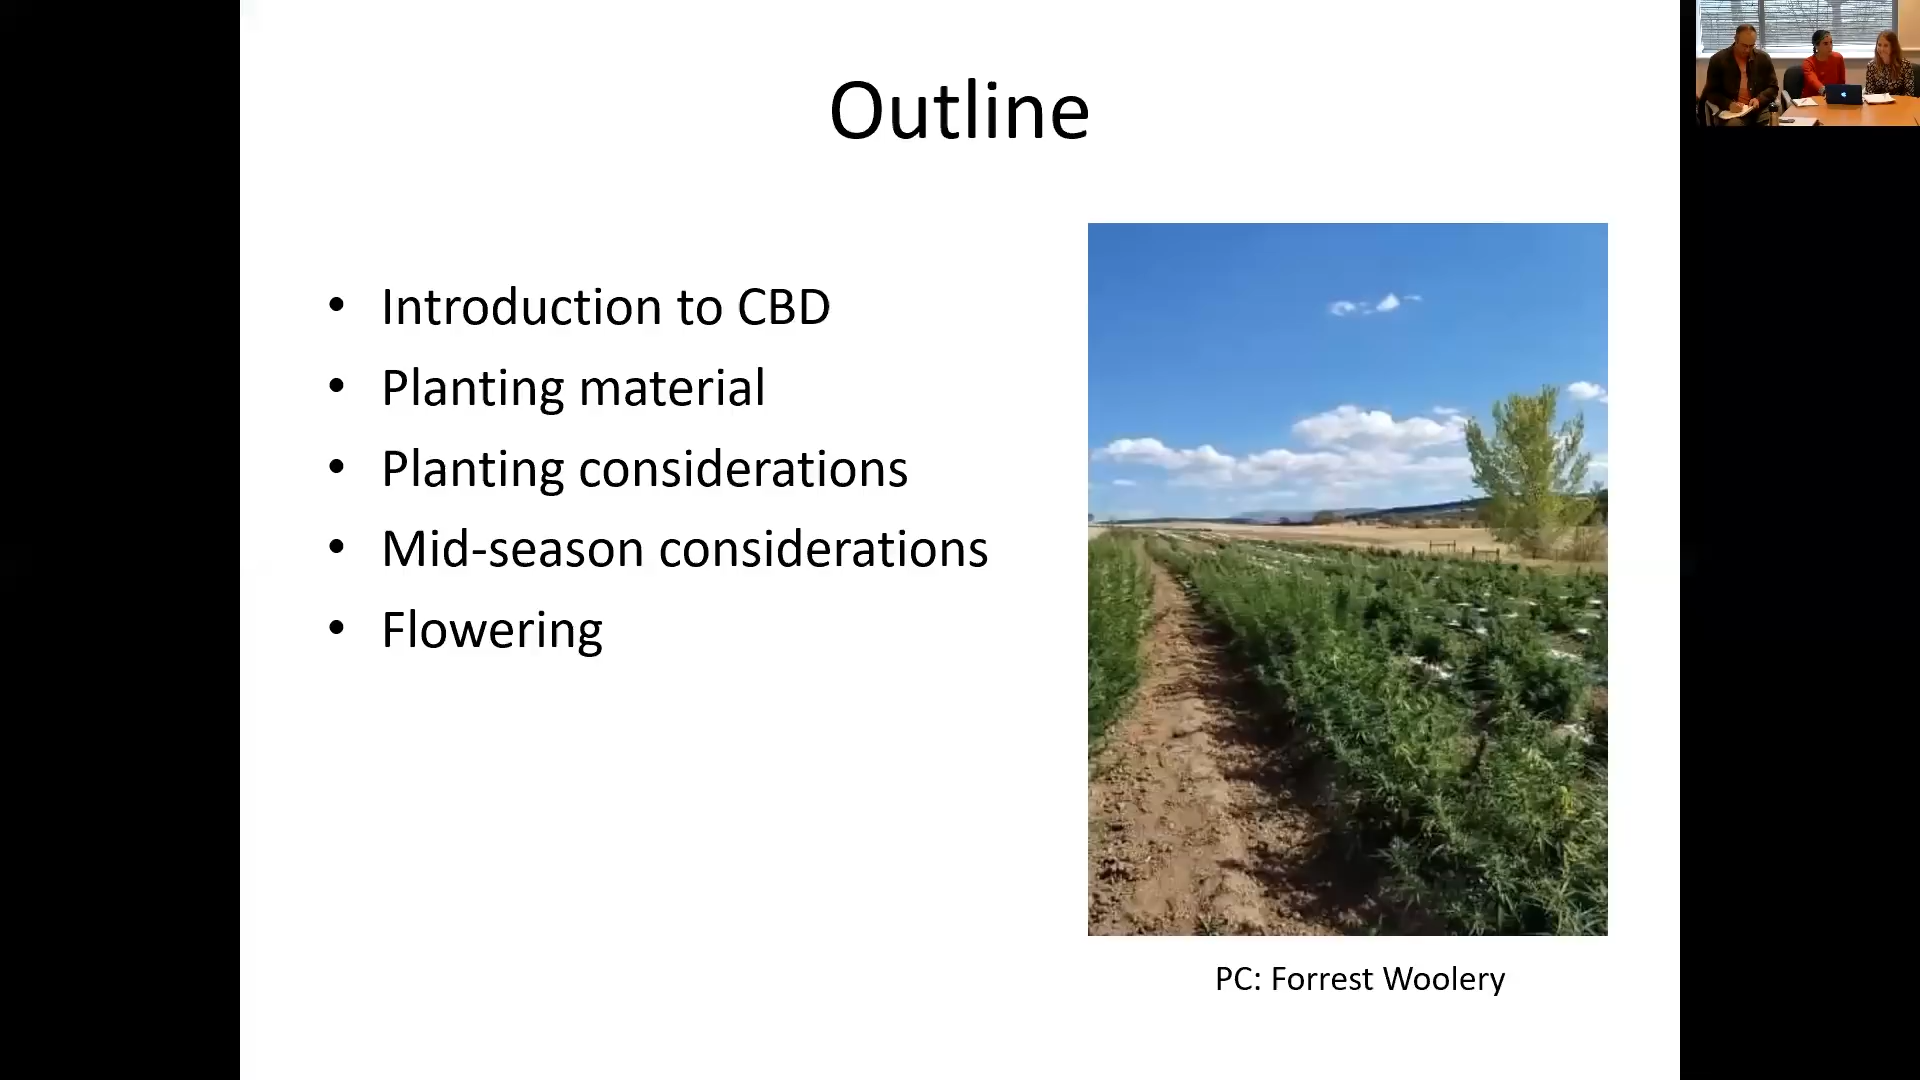 Outline
• Introduction to CBD
• Planting material
• Planting considerations
• Mid-season considerations
• Flowering
PC: Forrest Woolery